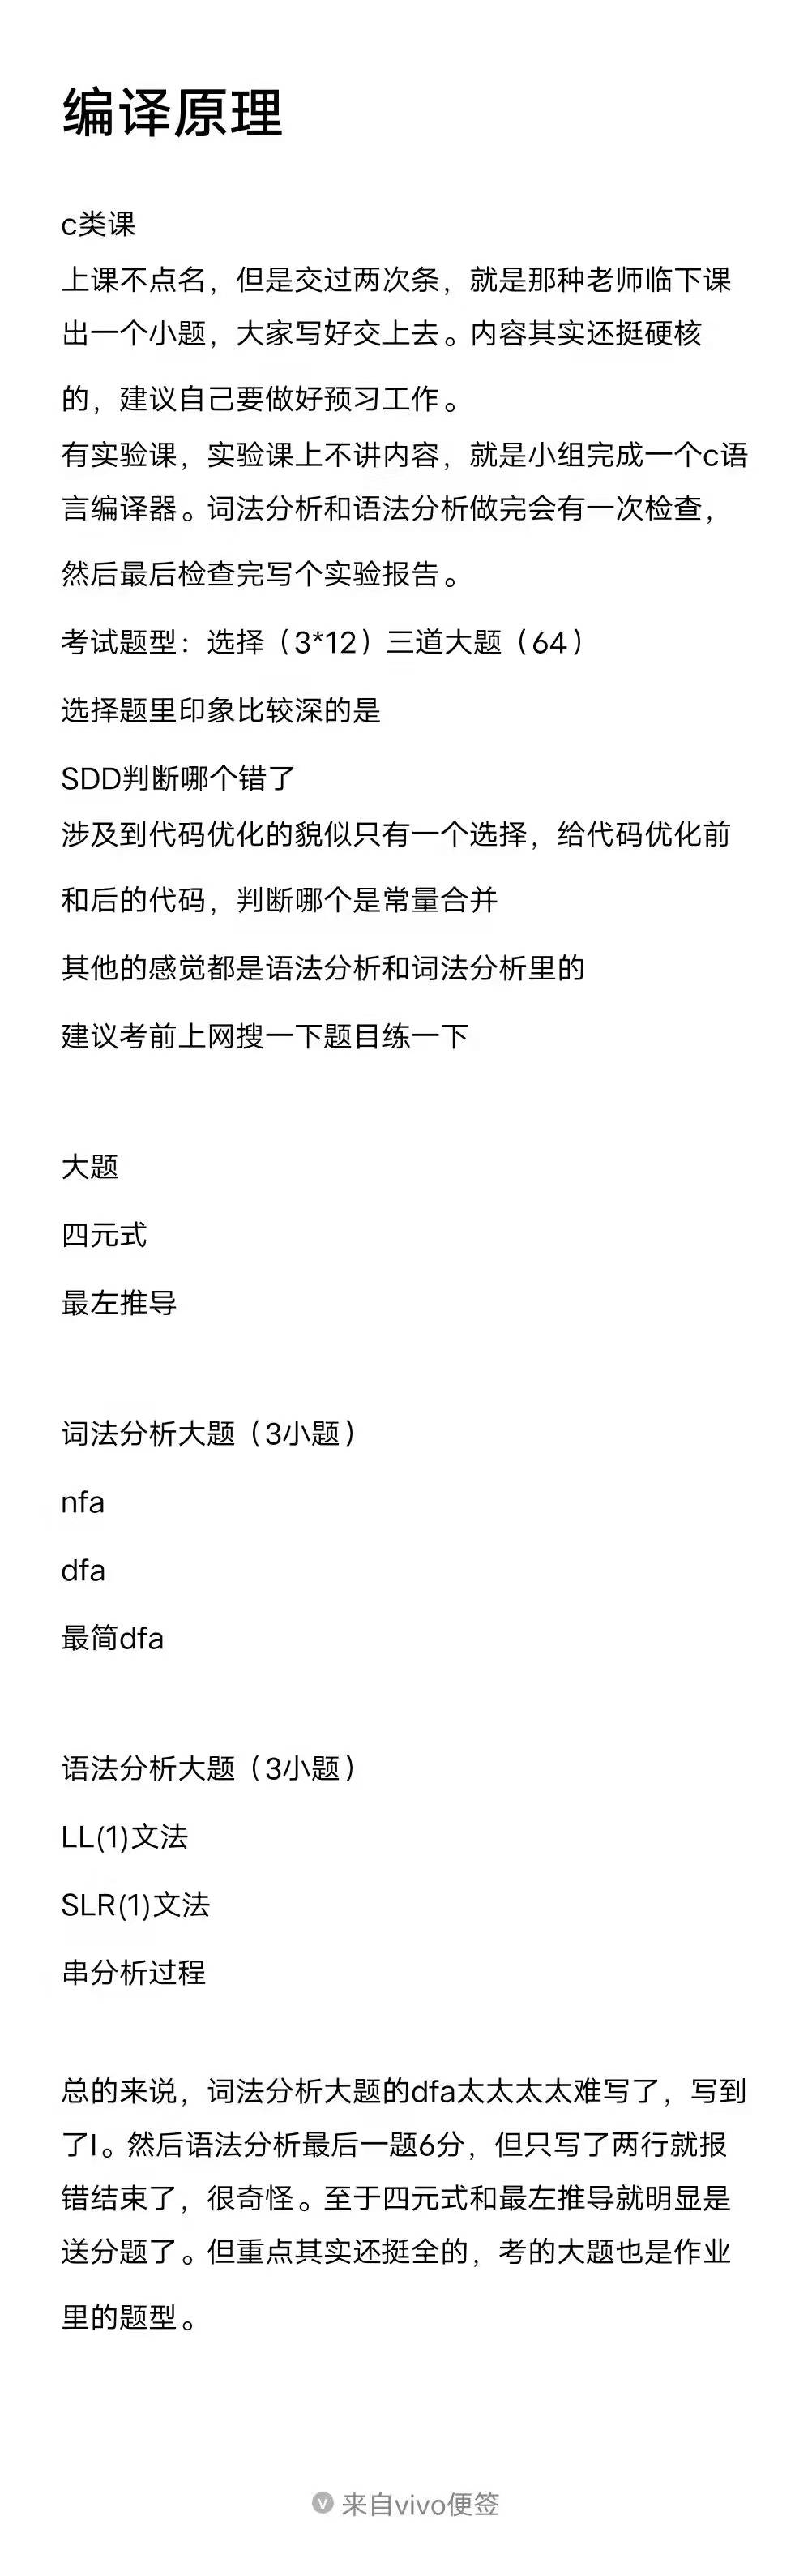 编译原理
c类课
上课不点名，但是交过两次条，就是那种老师临下课
出一个小题，大家写好交上去。内容其实还挺硬核
的，建议自己要做好预习工作。
有实验课，实验课上不讲内容，就是小组完成一个c语
言编译器。词法分析和语法分析做完会有一次检查，
然后最后检查完写个实验报告。
考试题型：选择（3*12）三道大题（64）
选择题里印象比较深的是
SDD判断哪个错了
涉及到代码优化的貌似只有一个选择，给代码优化前
和后的代码，判断哪个是常量合并
其他的感觉都是语法分析和词法分析里的
建议考前上网搜一下题目练一下
大题
四元式
最左推导
词法分析大题（3小题）
nfa
dfa
最简dfa
语法分析大题（3小题）
LL(1)文法
SLR(1)文法
串分析过程
总的来说，词法分析大题的dfa太太太太难写了，写到
了I。然后语法分析最后一题6分，但只写了两行就报
错结束了，很奇怪。至于四元式和最左推导就明显是
送分题了。但重点其实还挺全的，考的大题也是作业
里的题型。
来自vivo便签